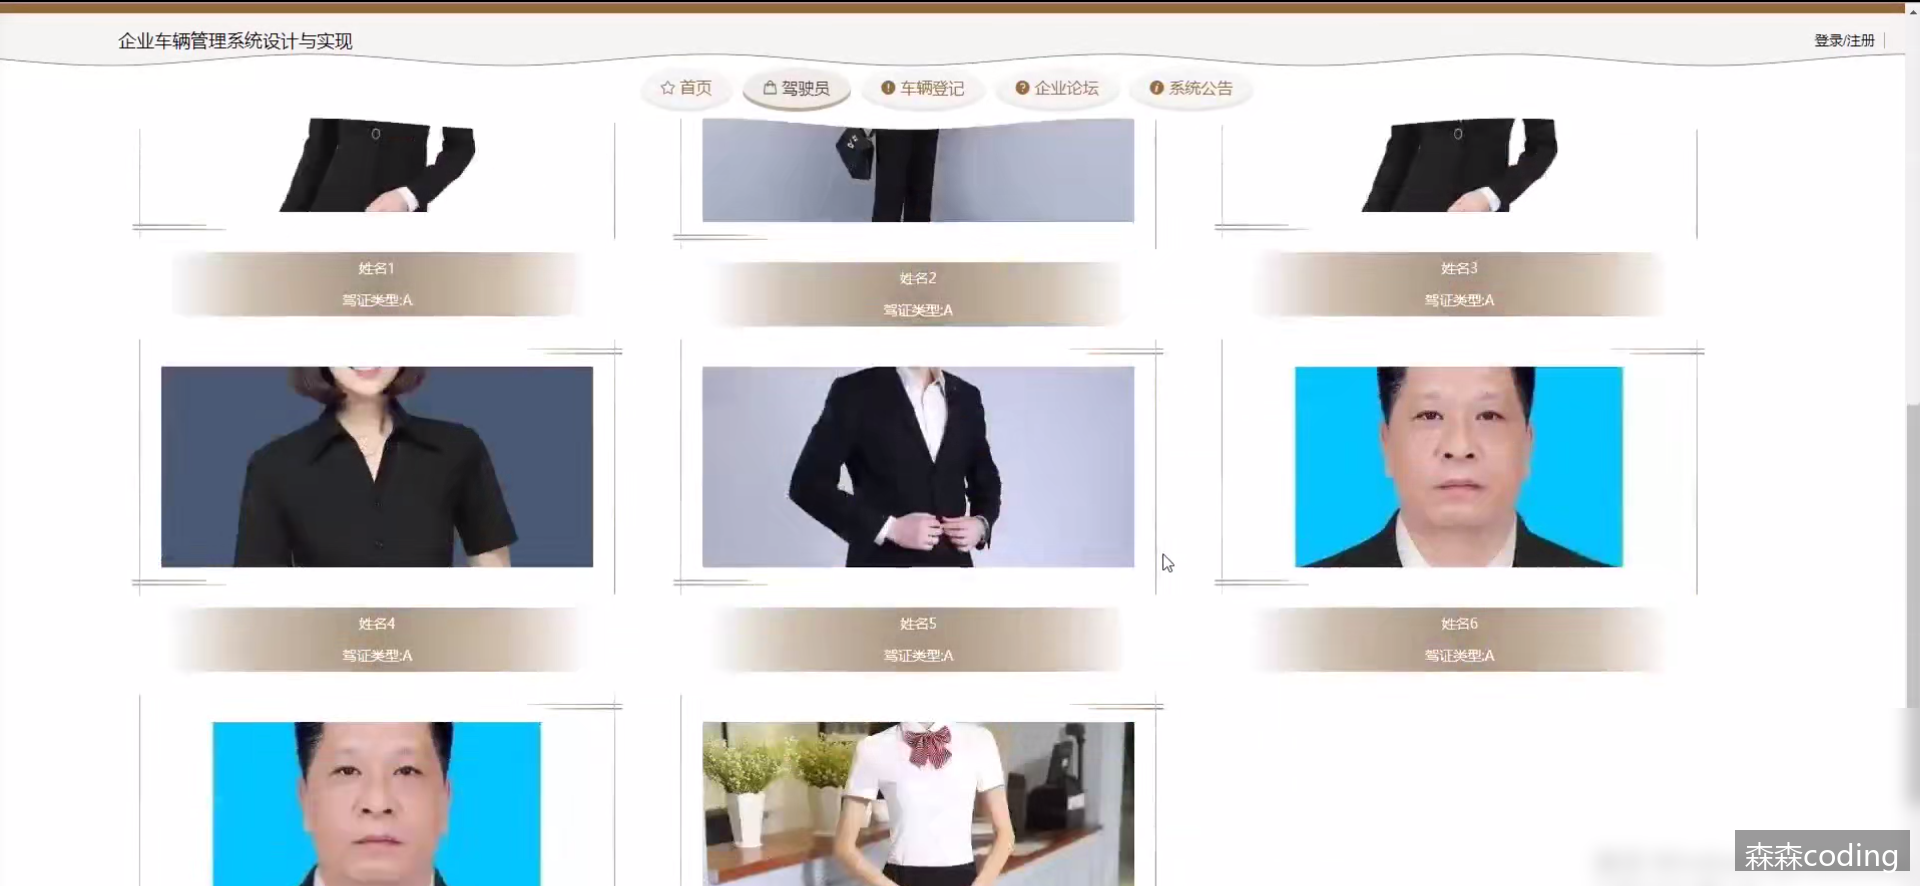 企业车辆管理系统设计与实现
登录/注册
首页
驾驶员
车辆登记
企业论坛
系统公告
姓名1
驾证类型:A
姓名2
驾证类型:A
姓名3
驾证类型:A
姓名4
驾证类型:A
姓名5
驾证类型:A
姓名6
驾证类型:A
森森coding